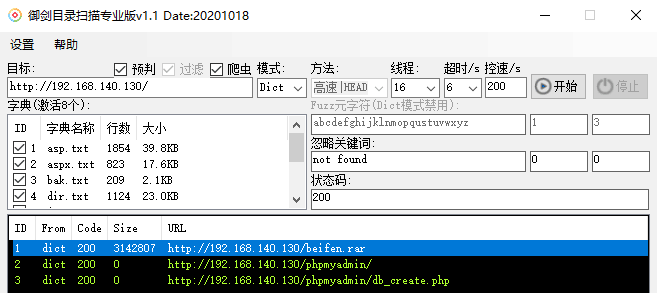 御剑目录扫描专业版v1.1 Date:20201018
设置 帮助
目标: 预判 过滤 爬虫 模式: 方法: 线程: 超时/s 控速/s
http://192.168.140.130/ Dict 高速|HEAD 16 6 200 开始 停止
字典(激活8个): Fuzz元字符(Dict模式禁用):
ID 字典名称 行数 大小 abcdefghijklnmopqustuvwxyz 1 3
1 asp.txt 1854 39.8KB 忽略关键词:
2 aspx.txt 823 17.6KB not found 0 0
3 bak.txt 209 2.1KB 状态码:
4 dir.txt 1124 23.0KB 200
ID From Code Size URL
1 dict 200 3142807 http://192.168.140.130/beifen.rar
2 dict 200 0 http://192.168.140.130/phpmyadmin/
3 dict 200 0 http://192.168.140.130/phpmyadmin/db_create.php